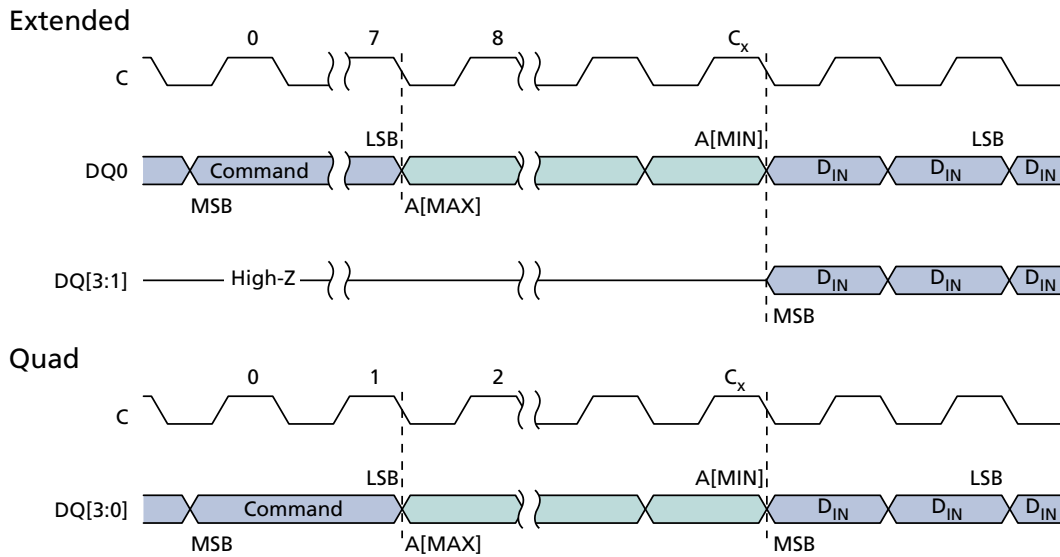 Extended
0 7 8 Cx
C
LSB A[MIN] LSB
DQ0 Command DIN DIN DIN
MSB A[MAX]
DQ[3:1] High-Z DIN DIN DIN
MSB
Quad
0 1 2 Cx
C
LSB A[MIN] LSB
DQ[3:0] Command DIN DIN DIN
MSB A[MAX] MSB